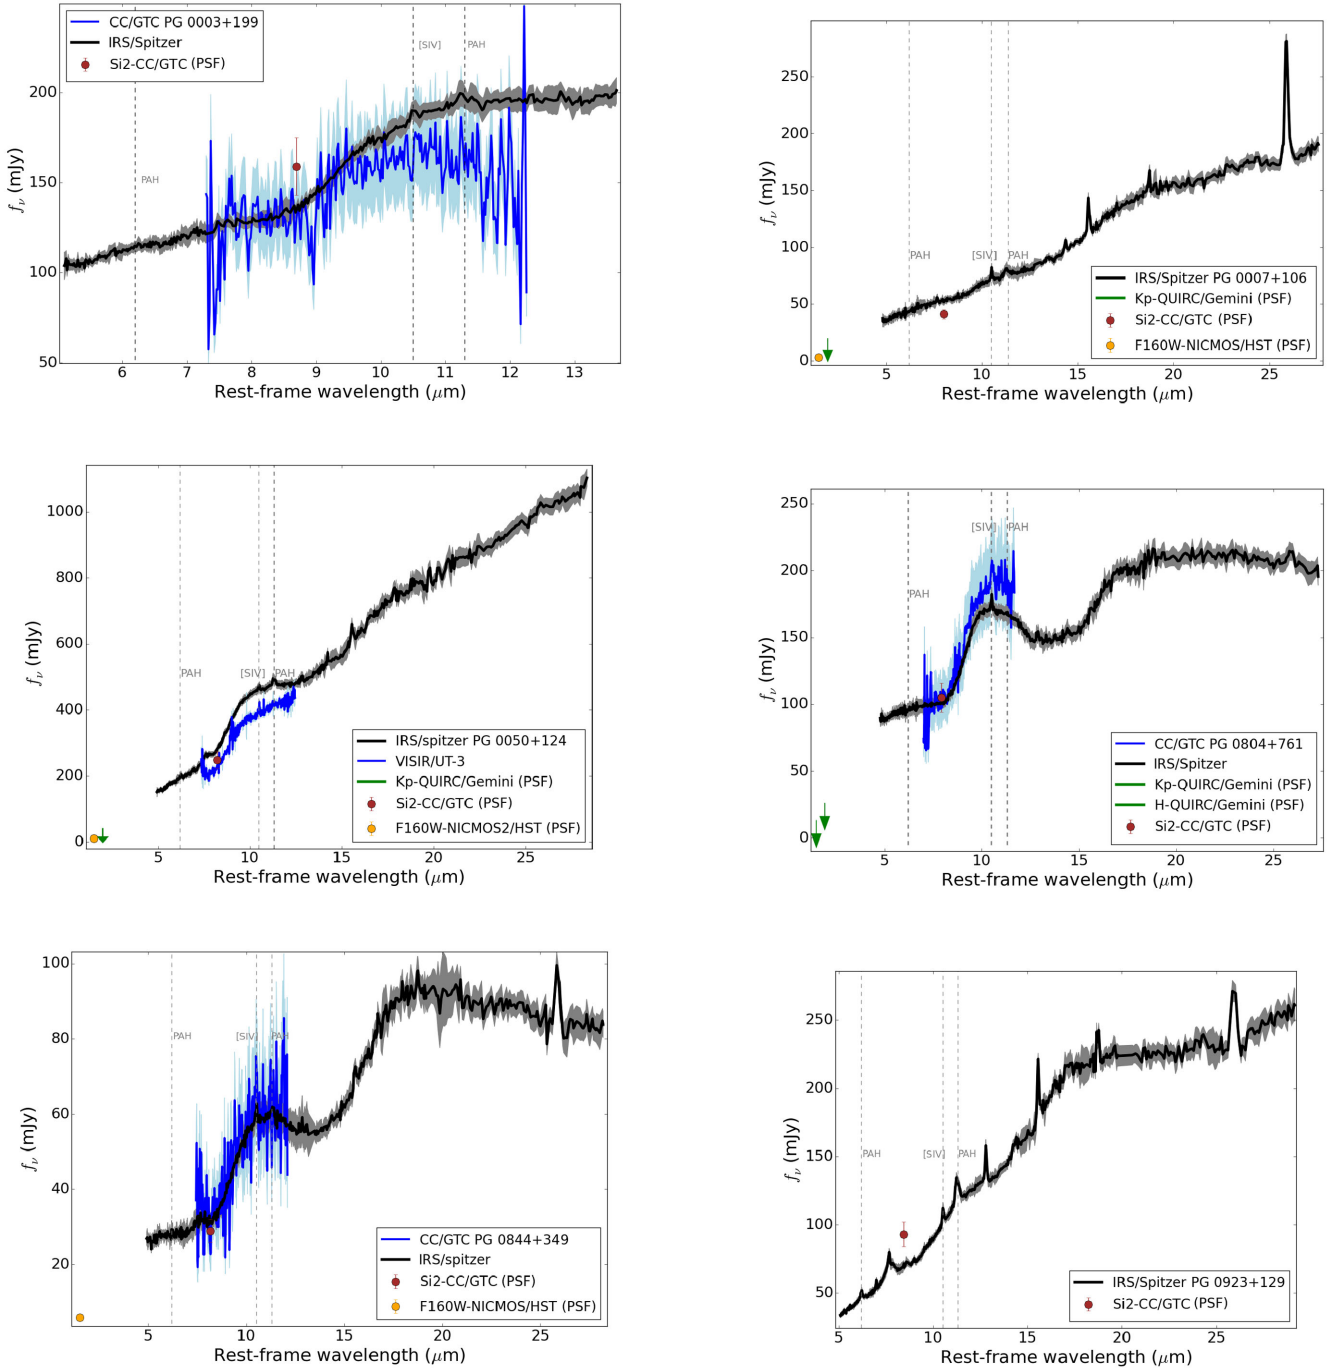 CC/GTC PG 0003+199
IRS/Spitzer
Si2-CC/GTC (PSF)
[SIV]
PAH
PAH
200
150
100
50
fν (mJy)
6 7 8 9 10 11 12 13
Rest-frame wavelength (μm)
250
200
150
100
50
0
fν (mJy)
PAH [SIV] PAH
IRS/Spitzer PG 0007+106
Kp-QUIRC/Gemini (PSF)
Si2-CC/GTC (PSF)
F160W-NICMOS/HST (PSF)
5 10 15 20 25
Rest-frame wavelength (μm)
1000
800
600
400
200
0
fν (mJy)
PAH [SIV] PAH
IRS/spitzer PG 0050+124
VISIR/UT-3
Kp-QUIRC/Gemini (PSF)
Si2-CC/GTC (PSF)
F160W-NICMOS2/HST (PSF)
5 10 15 20 25
Rest-frame wavelength (μm)
250
200
150
100
50
0
fν (mJy)
[SIV] PAH
PAH
CC/GTC PG 0804+761
IRS/Spitzer
Kp-QUIRC/Gemini (PSF)
H-QUIRC/Gemini (PSF)
Si2-CC/GTC (PSF)
5 10 15 20 25
Rest-frame wavelength (μm)
100
80
60
40
20
fν (mJy)
PAH [SIV] PAH
CC/GTC PG 0844+349
IRS/spitzer
Si2-CC/GTC (PSF)
F160W-NICMOS/HST (PSF)
5 10 15 20 25
Rest-frame wavelength (μm)
250
200
150
100
50
fν (mJy)
PAH [SIV] PAH
IRS/Spitzer PG 0923+129
Si2-CC/GTC (PSF)
5 10 15 20 25
Rest-frame wavelength (μm)